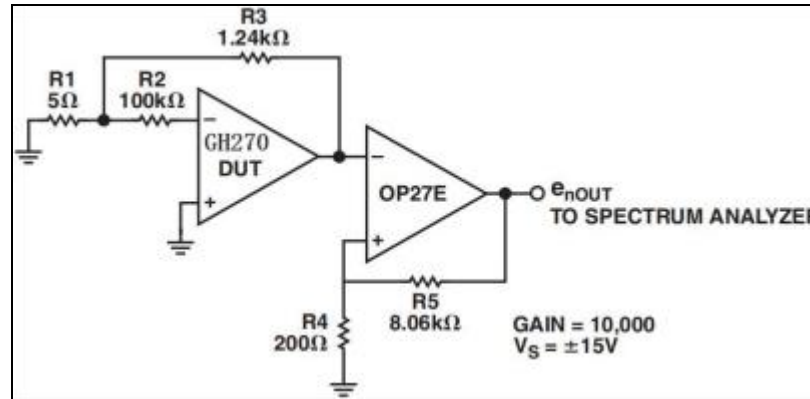 R3
1.24kΩ
R1
5Ω
R2
100kΩ
−
GH270
DUT
+
−
OP27E
+
enOUT
TO SPECTRUM ANALYZER
R5
8.06kΩ
R4
200Ω
GAIN = 10,000
VS = ±15V